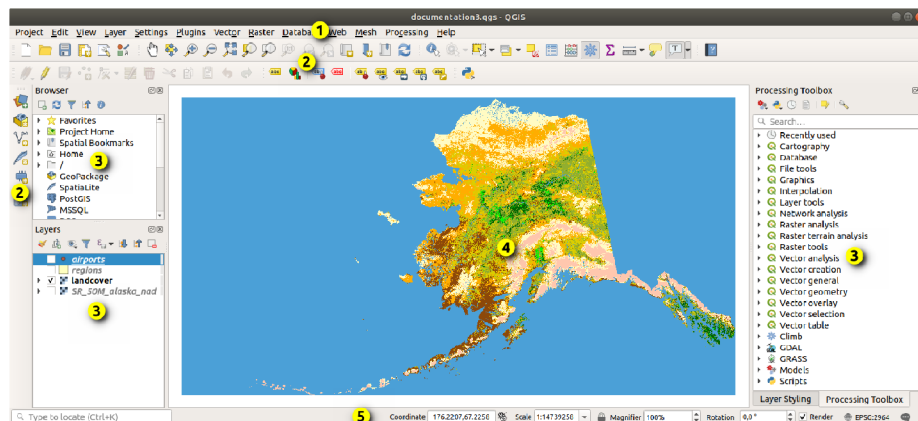 documentation3.qgs - QGIS
Project Edit View Layer Settings Plugins Vector Raster Database Web Mesh Processing Help
1
2
Browser
Favorites
Project Home
Spatial Bookmarks
Home
/
GeoPackage
SpatiaLite
PostGIS
MSSQL
3
2
Layers
airports
regions
landcover
SR_50M_alaska_nad
3
4
Processing Toolbox
Search...
Recently used
Cartography
Database
File tools
Graphics
Interpolation
Layer tools
Network analysis
Raster analysis
Raster terrain analysis
Raster tools
Vector analysis
Vector creation
Vector general
Vector geometry
Vector overlay
Vector selection
Vector table
Climb
GDAL
GRASS
Models
Scripts
3
Layer Styling Processing Toolbox
Type to locate (Ctrl+K) 5 Coordinate 176.2207,67.2258 Scale 1:14739258 Magnifier 100% Rotation 0,0 ° Render EPSG:2964